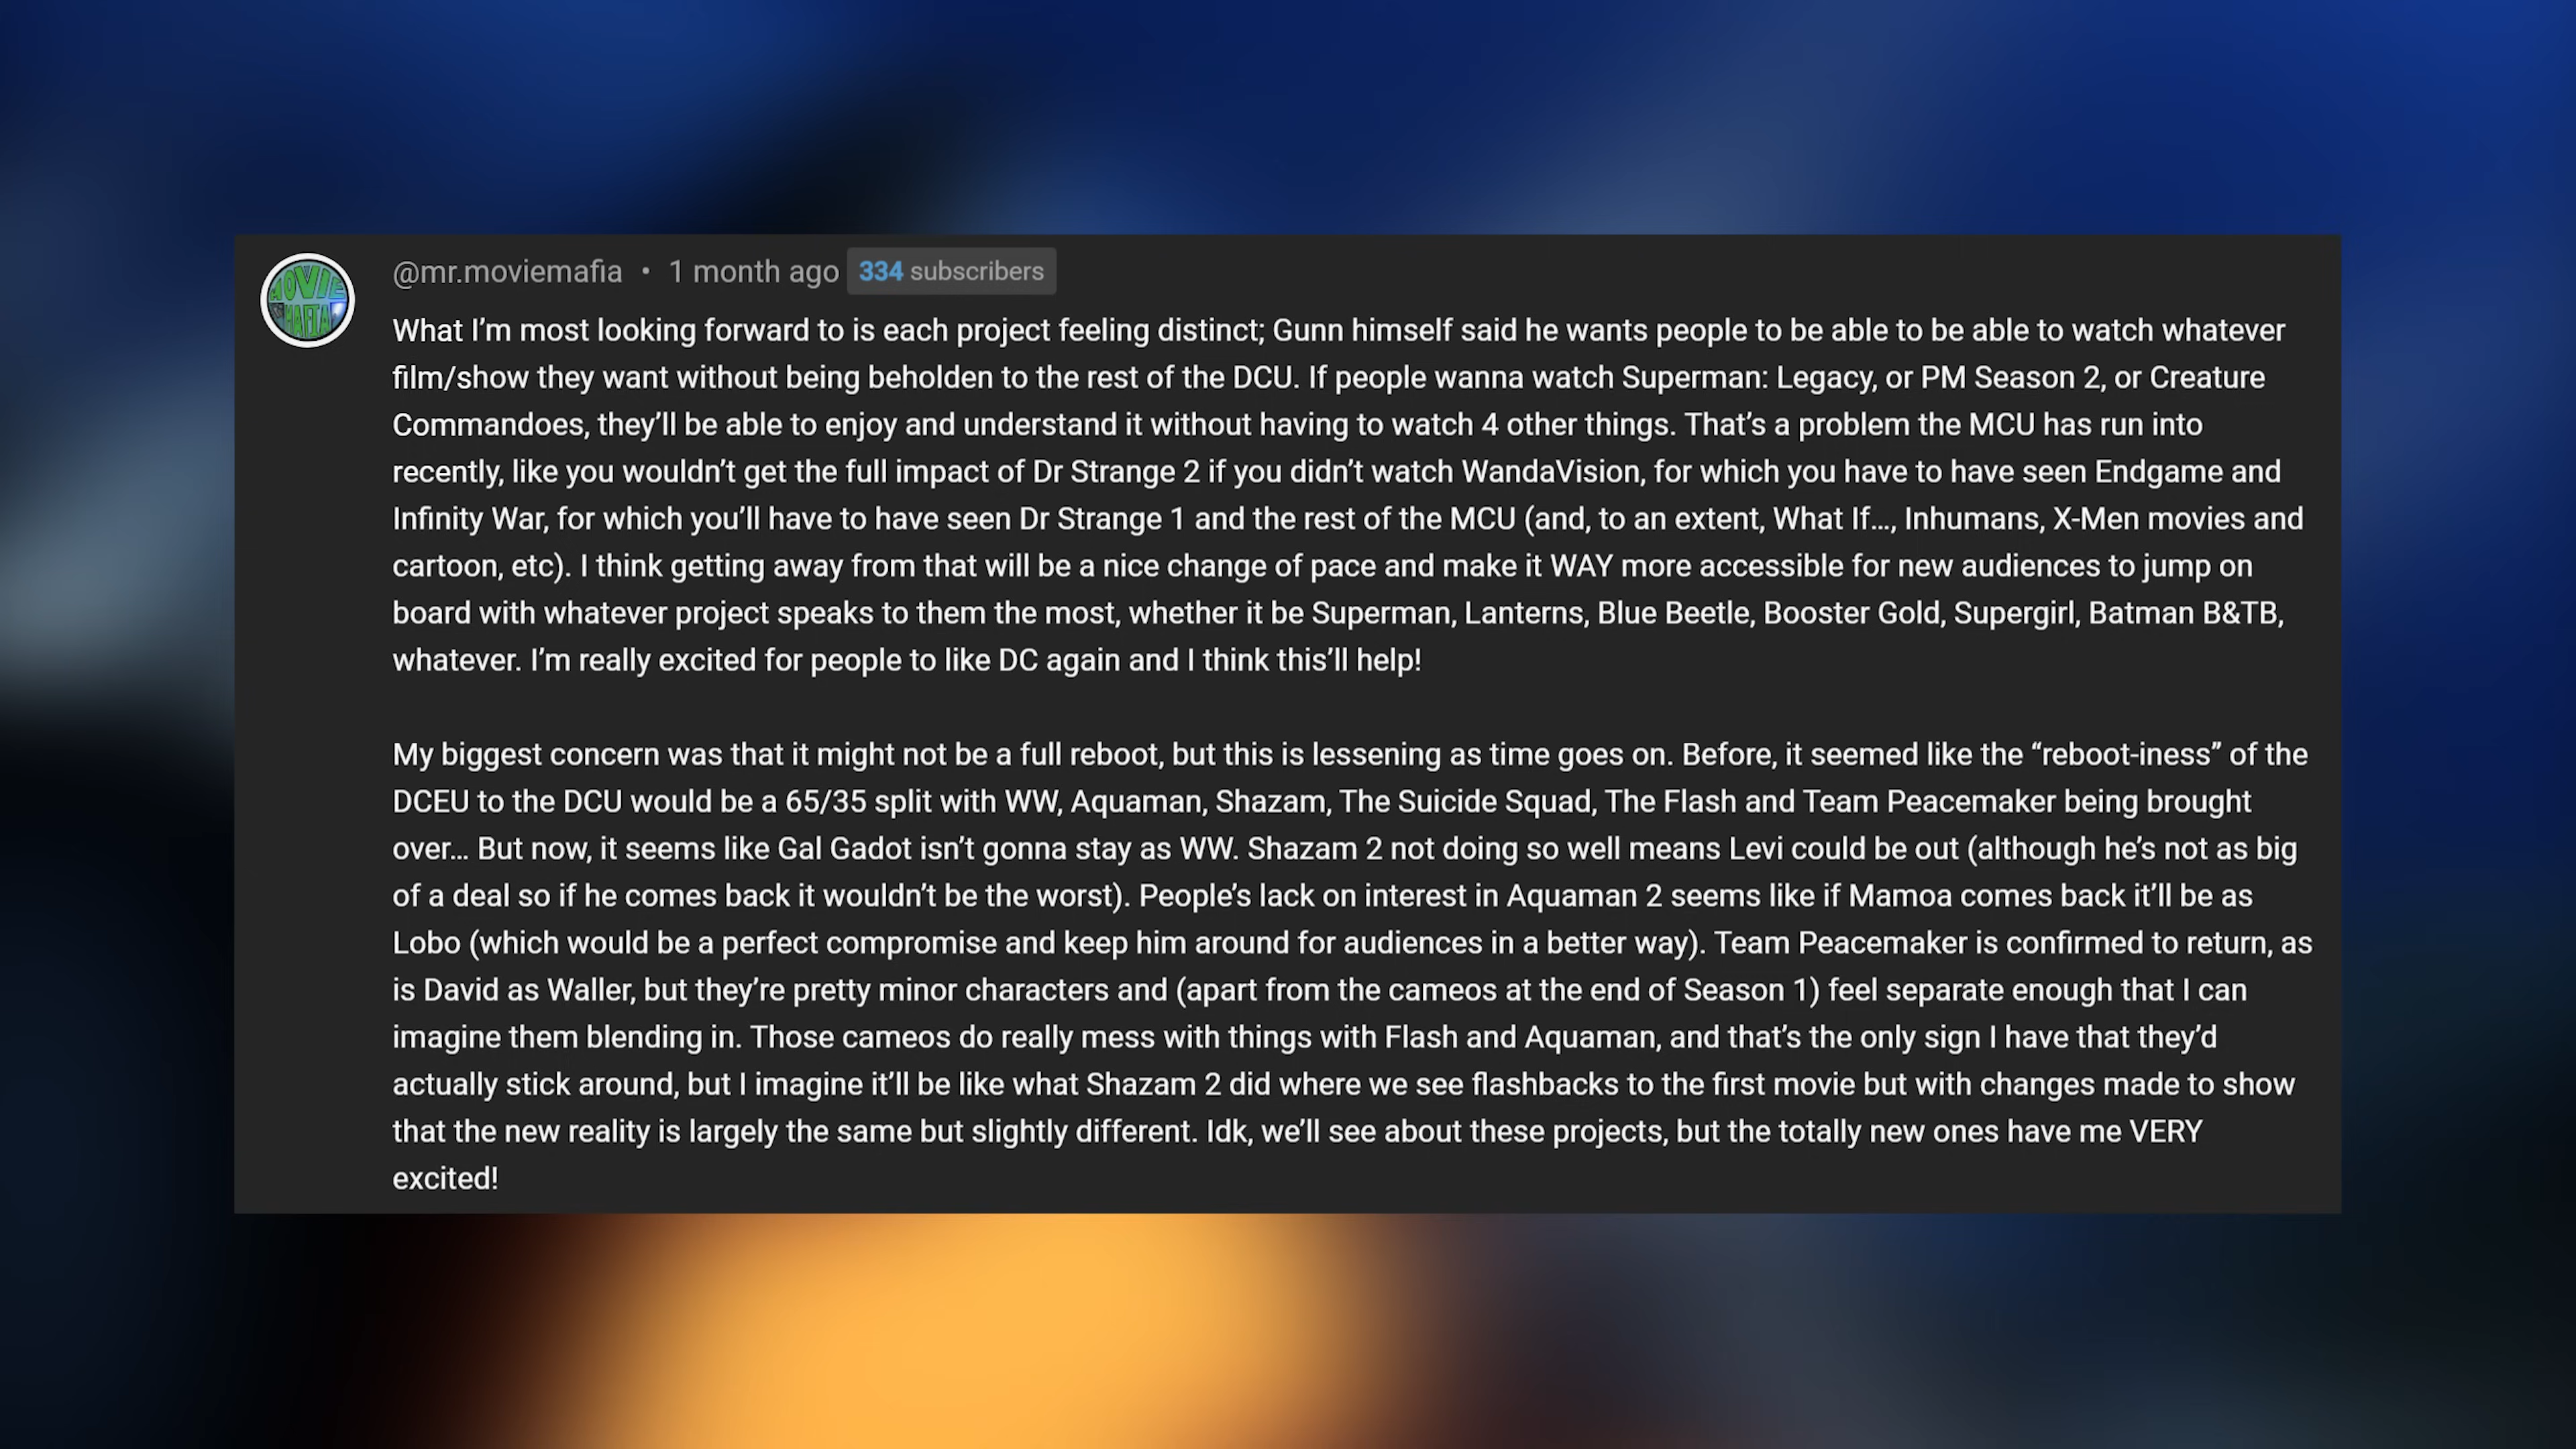 @mr.moviemafia • 1 month ago 334 subscribers
MOVIE
MAFIA
What I’m most looking forward to is each project feeling distinct; Gunn himself said he wants people to be able to be able to watch whatever
film/show they want without being beholden to the rest of the DCU. If people wanna watch Superman: Legacy, or PM Season 2, or Creature
Commandoes, they’ll be able to enjoy and understand it without having to watch 4 other things. That’s a problem the MCU has run into
recently, like you wouldn’t get the full impact of Dr Strange 2 if you didn’t watch WandaVision, for which you have to have seen Endgame and
Infinity War, for which you’ll have to have seen Dr Strange 1 and the rest of the MCU (and, to an extent, What If…, Inhumans, X-Men movies and
cartoon, etc). I think getting away from that will be a nice change of pace and make it WAY more accessible for new audiences to jump on
board with whatever project speaks to them the most, whether it be Superman, Lanterns, Blue Beetle, Booster Gold, Supergirl, Batman B&TB,
whatever. I’m really excited for people to like DC again and I think this’ll help!
My biggest concern was that it might not be a full reboot, but this is lessening as time goes on. Before, it seemed like the “reboot-iness” of the
DCEU to the DCU would be a 65/35 split with WW, Aquaman, Shazam, The Suicide Squad, The Flash and Team Peacemaker being brought
over… But now, it seems like Gal Gadot isn’t gonna stay as WW. Shazam 2 not doing so well means Levi could be out (although he’s not as big
of a deal so if he comes back it wouldn’t be the worst). People’s lack on interest in Aquaman 2 seems like if Mamoa comes back it’ll be as
Lobo (which would be a perfect compromise and keep him around for audiences in a better way). Team Peacemaker is confirmed to return, as
is David as Waller, but they’re pretty minor characters and (apart from the cameos at the end of Season 1) feel separate enough that I can
imagine them blending in. Those cameos do really mess with things with Flash and Aquaman, and that’s the only sign I have that they’d
actually stick around, but I imagine it’ll be like what Shazam 2 did where we see flashbacks to the first movie but with changes made to show
that the new reality is largely the same but slightly different. Idk, we’ll see about these projects, but the totally new ones have me VERY
excited!